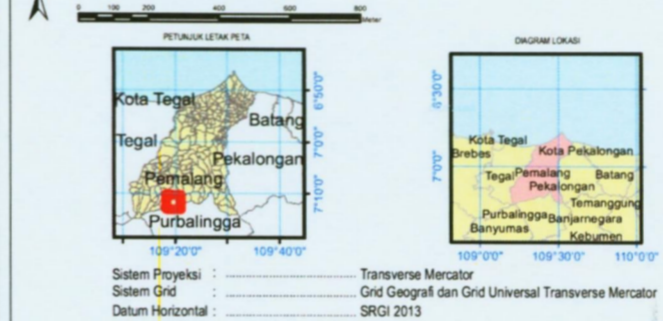 0 100 200 400 600 800
Meter
PETUNJUK LETAK PETA
Kota Tegal
Batang
Tegal
Pekalongan
Pemalang
Purbalingga
6°50'0"
7°0'0"
7°10'0"
109°20'0" 109°40'0"
DIAGRAM LOKASI
6°30'0"
7°0'0"
Kota Tegal
Kota Pekalongan
Brebes
Tegal Pemalang Batang
Pekalongan
Temanggung
Purbalingga Banjarnegara
Banyumas Kebumen
109°0'0" 109°30'0" 110°0'0"
Sistem Proyeksi : ........................................ Transverse Mercator
Sistem Grid : ........................................ Grid Geografi dan Grid Universal Transverse Mercator
Datum Horizontal : ........................................ SRGI 2013